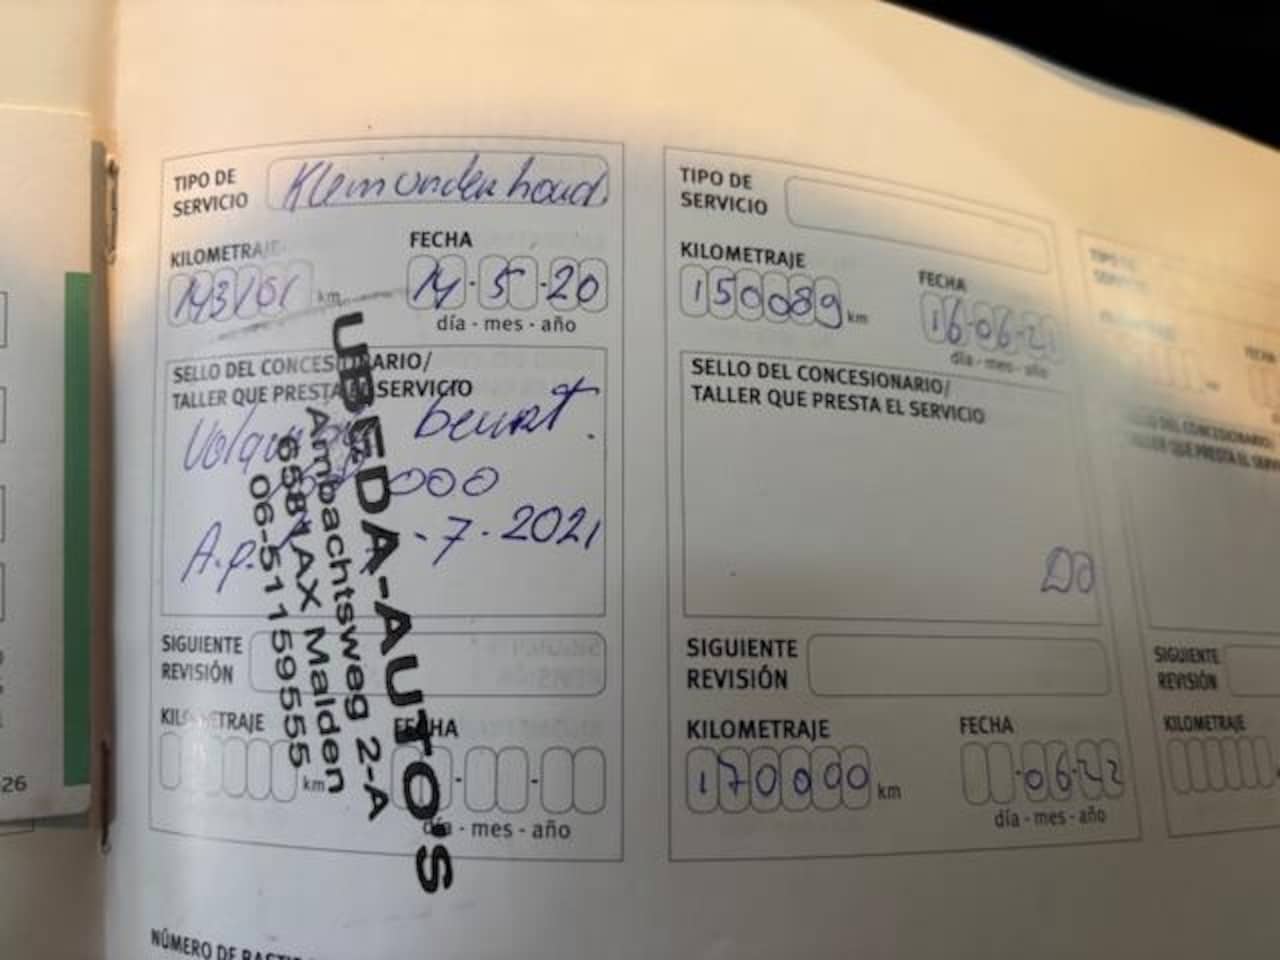 TIPO DE
SERVICIO
Klein onderhoud
KILOMETRAJE
km
FECHA
14-5-20
día - mes - año
SELLO DEL CONCESIONARIO/
TALLER QUE PRESTA EL SERVICIO
beurt.
000
-7-2021
UBEDA-AUTO'S
Ambachtsweg 2-A
6581AX Malden
06-51159555
SIGUIENTE
REVISIÓN
KILOMETRAJE
km
FECHA
día - mes - año
TIPO DE
SERVICIO
KILOMETRAJE
150089 km
FECHA
16-06-21
día - mes - año
SELLO DEL CONCESIONARIO/
TALLER QUE PRESTA EL SERVICIO
SIGUIENTE
REVISIÓN
KILOMETRAJE
170000 km
FECHA
-06-22
día - mes - año
SIGUIENTE
REVISIÓN
KILOMETRAJE
26